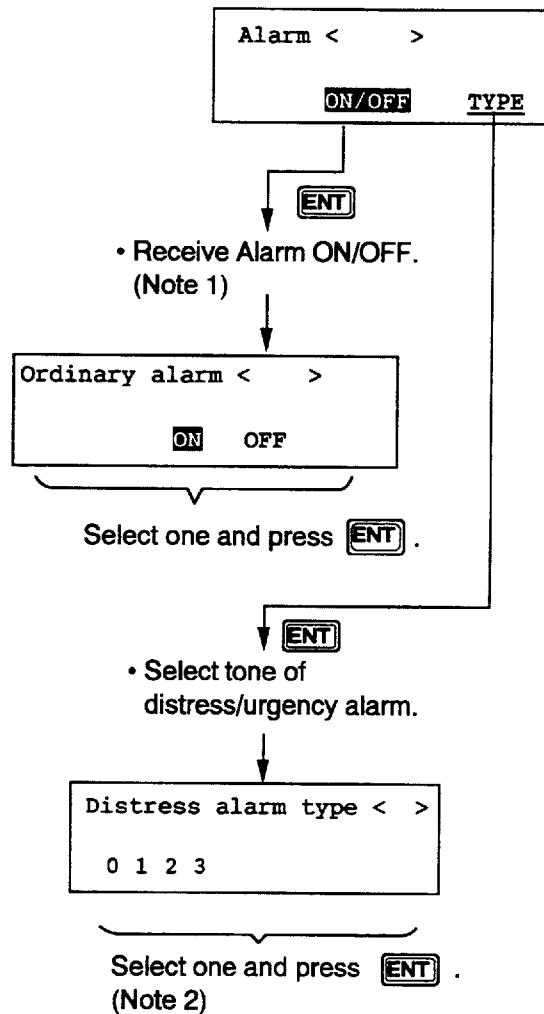 Alarm < >
ON/OFF TYPE
ENT
• Receive Alarm ON/OFF.
(Note 1)
Ordinary alarm < >
ON OFF
Select one and press ENT .
ENT
• Select tone of
distress/urgency alarm.
Distress alarm type < >
0 1 2 3
Select one and press ENT .
(Note 2)